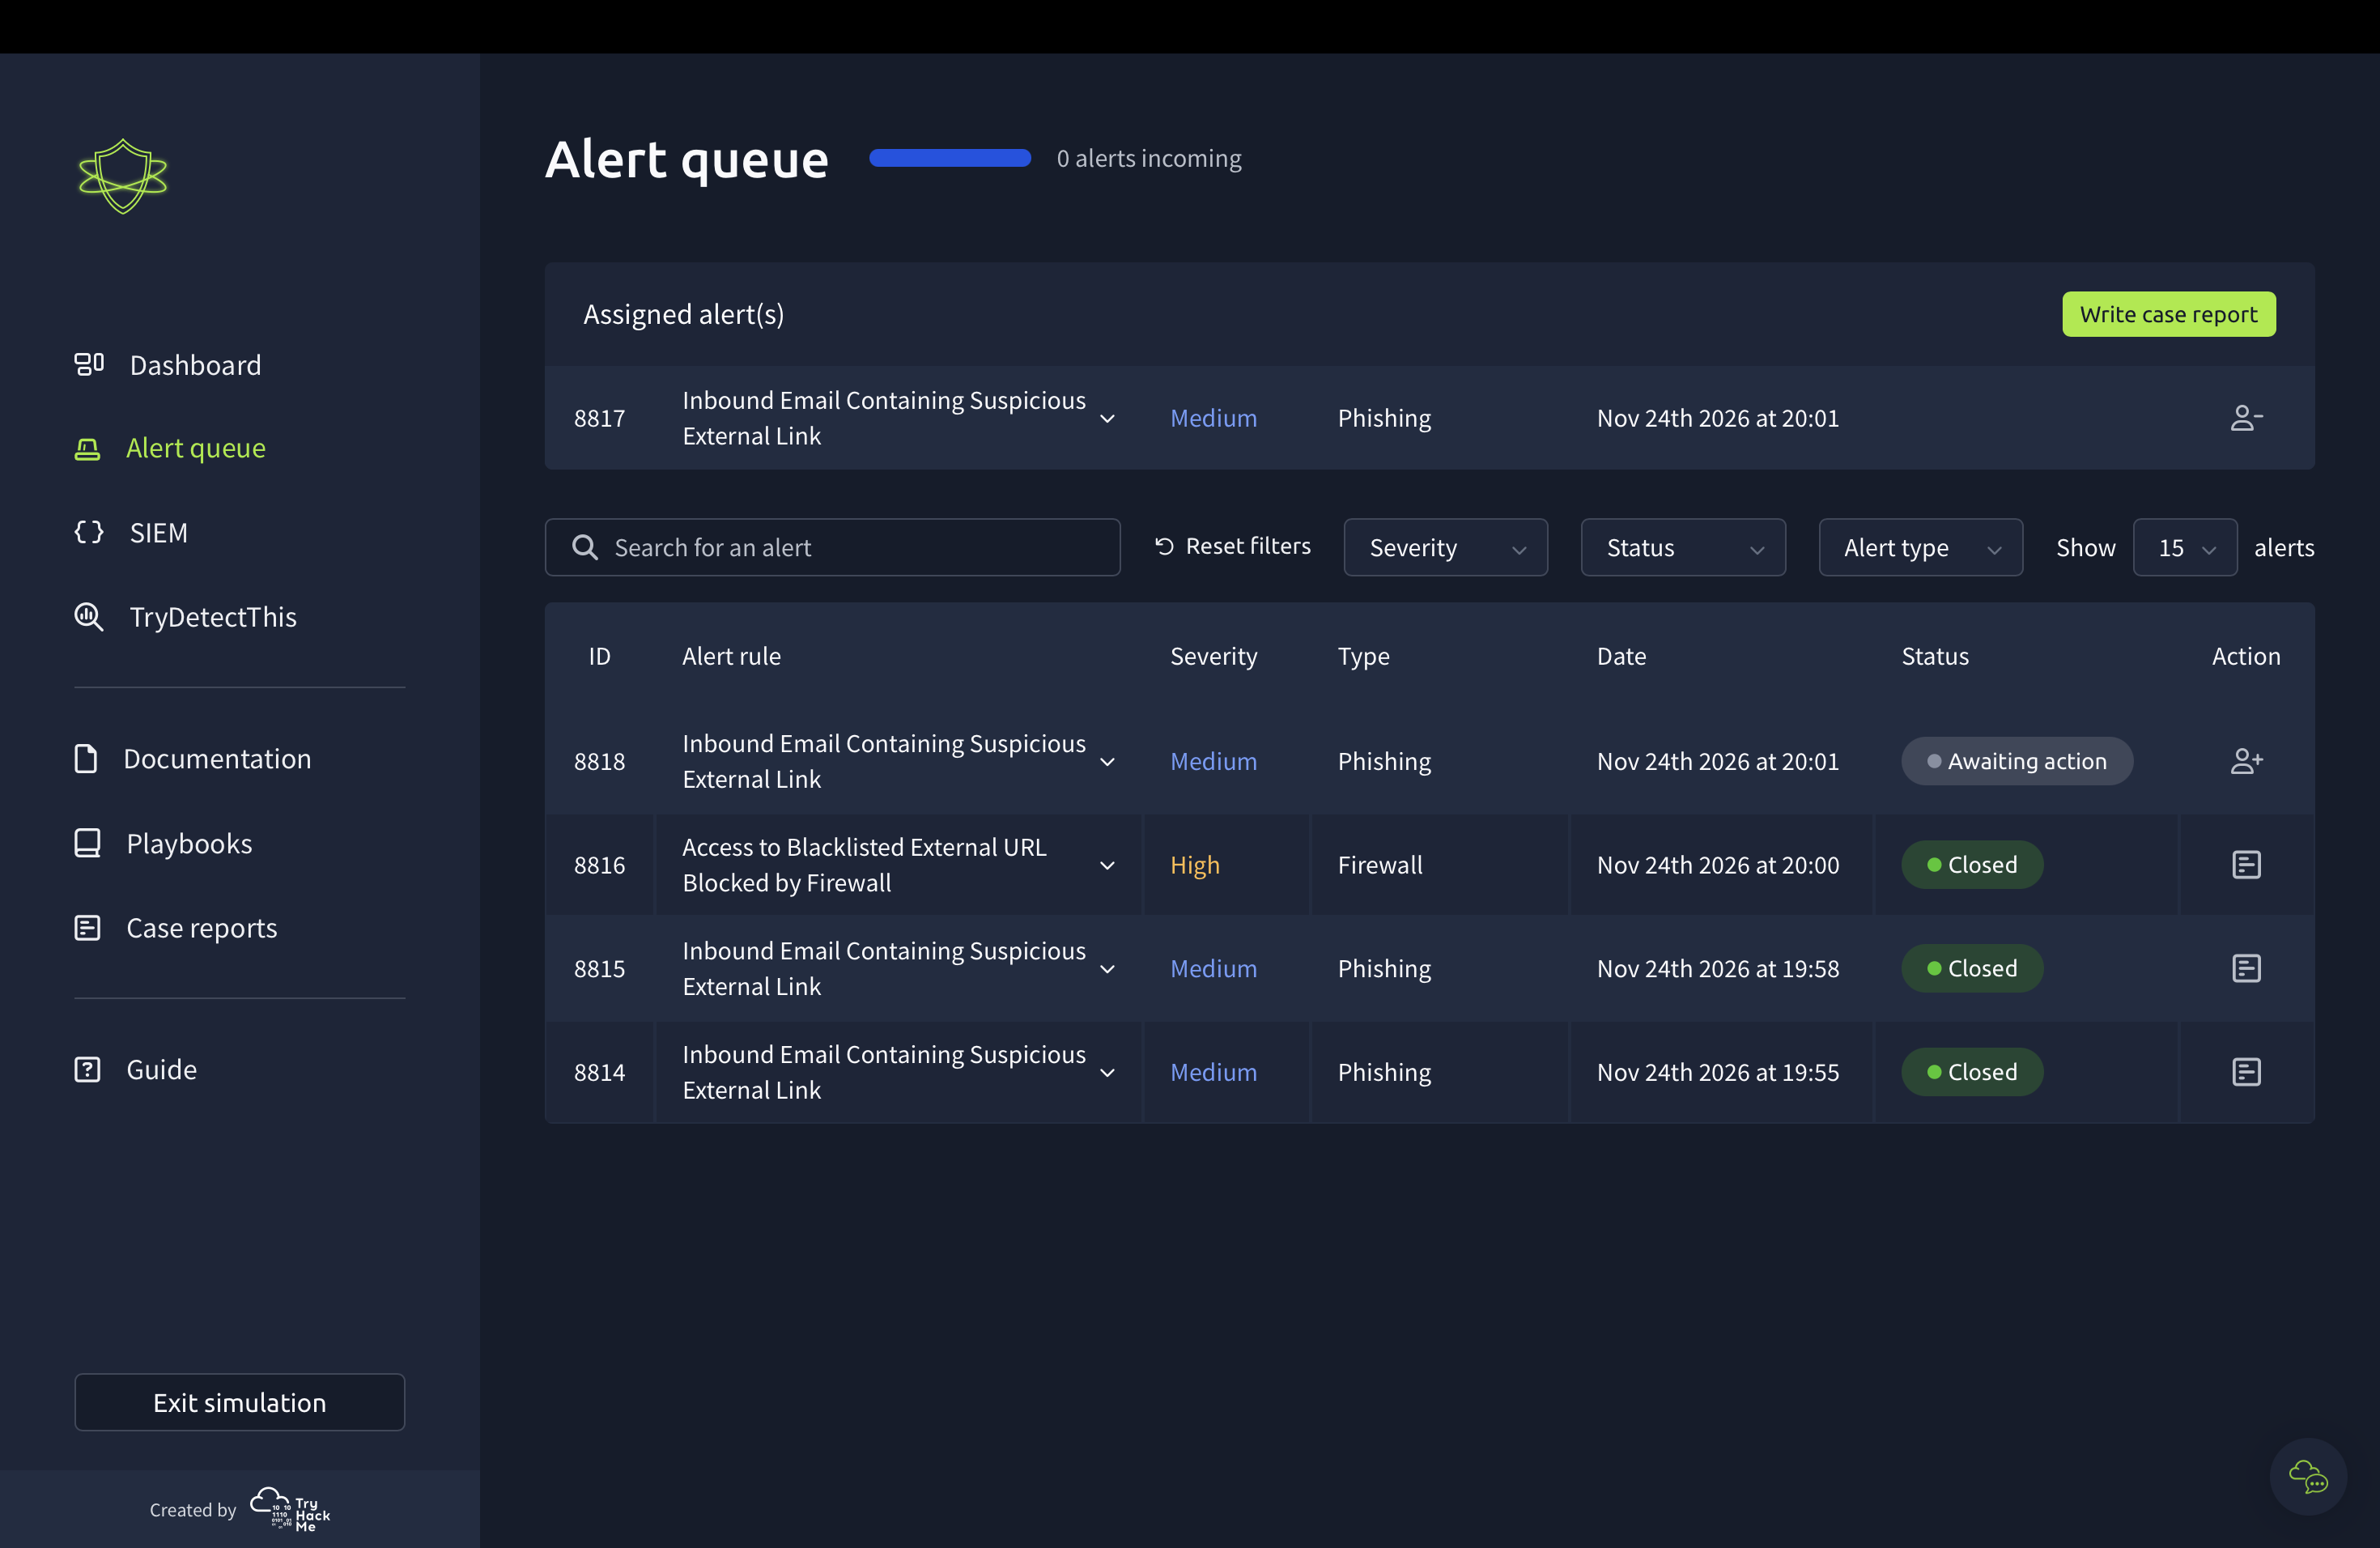 Dashboard
Alert queue
SIEM
TryDetectThis
Documentation
Playbooks
Case reports
Guide
Exit simulation
Created by
Try
Hack
Me
Alert queue 0 alerts incoming
Assigned alert(s) Write case report
8817 Inbound Email Containing Suspicious External Link Medium Phishing Nov 24th 2026 at 20:01
Search for an alert Reset filters Severity Status Alert type Show 15 alerts
ID Alert rule Severity Type Date Status Action
8818 Inbound Email Containing Suspicious External Link Medium Phishing Nov 24th 2026 at 20:01 Awaiting action
8816 Access to Blacklisted External URL Blocked by Firewall High Firewall Nov 24th 2026 at 20:00 Closed
8815 Inbound Email Containing Suspicious External Link Medium Phishing Nov 24th 2026 at 19:58 Closed
8814 Inbound Email Containing Suspicious External Link Medium Phishing Nov 24th 2026 at 19:55 Closed